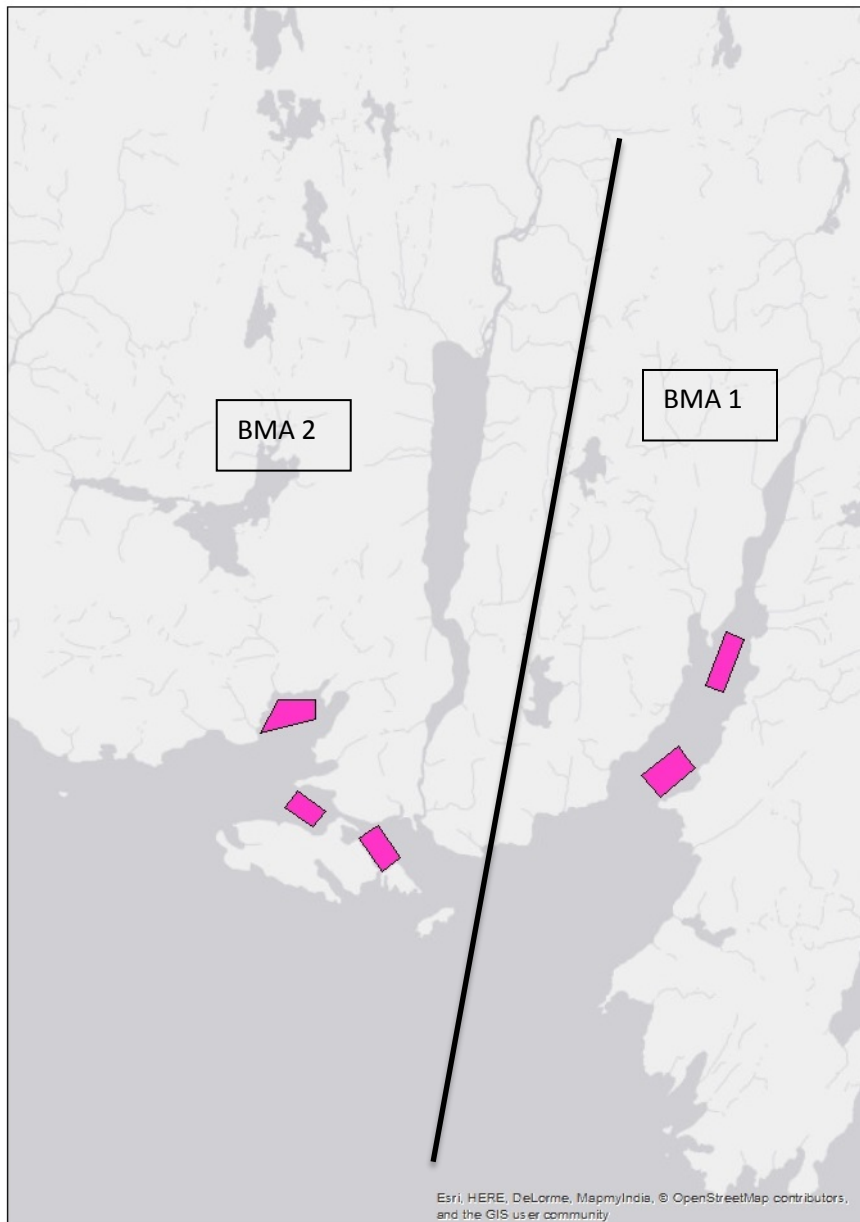 BMA 1
BMA 2
Esri, HERE, DeLorme, MapmyIndia, © OpenStreetMap contributors,
and the GIS user community